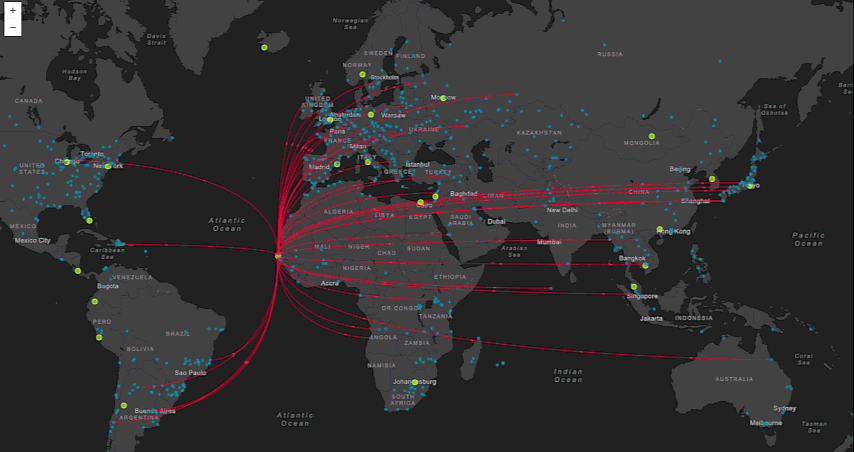 +
−
Norwegian
Sea
Davis
Strait
SWEDEN
FINLAND
RUSSIA
NORWAY
Hudson
Bay
Stockholm
CANADA
UNITED
KINGDOM
Moscow
Sea of
Okhotsk
Amsterdam
London
Warsaw
Paris
UKRAINE
KAZAKHSTAN
FRANCE
MONGOLIA
Milan
Toronto
Chicago
New York
UNITED
STATES
Madrid
Istanbul
GREECE
TURKEY
Beijing
Baghdad
IRAN
CHINA
Shanghai
Cairo
ALGERIA
LIBYA
EGYPT
SAUDI
ARABIA
Dubai
New Delhi
Atlantic
Ocean
MEXICO
INDIA
MYANMAR
(BURMA)
Hong Kong
Pacific
Ocean
Mexico City
Caribbean
Sea
MALI
NIGER
CHAD
SUDAN
Arabian
Sea
Mumbai
Bangkok
NIGERIA
ETHIOPIA
VENEZUELA
Bogota
Accra
Singapore
DR CONGO
TANZANIA
Jakarta
INDONESIA
PERU
BRAZIL
ANGOLA
ZAMBIA
BOLIVIA
NAMIBIA
Coral
Sea
Sao Paulo
Johannesburg
Indian
Ocean
AUSTRALIA
SOUTH
AFRICA
Buenos Aires
ARGENTINA
Atlantic
Ocean
Sydney
Melbourne
Tasman
Sea